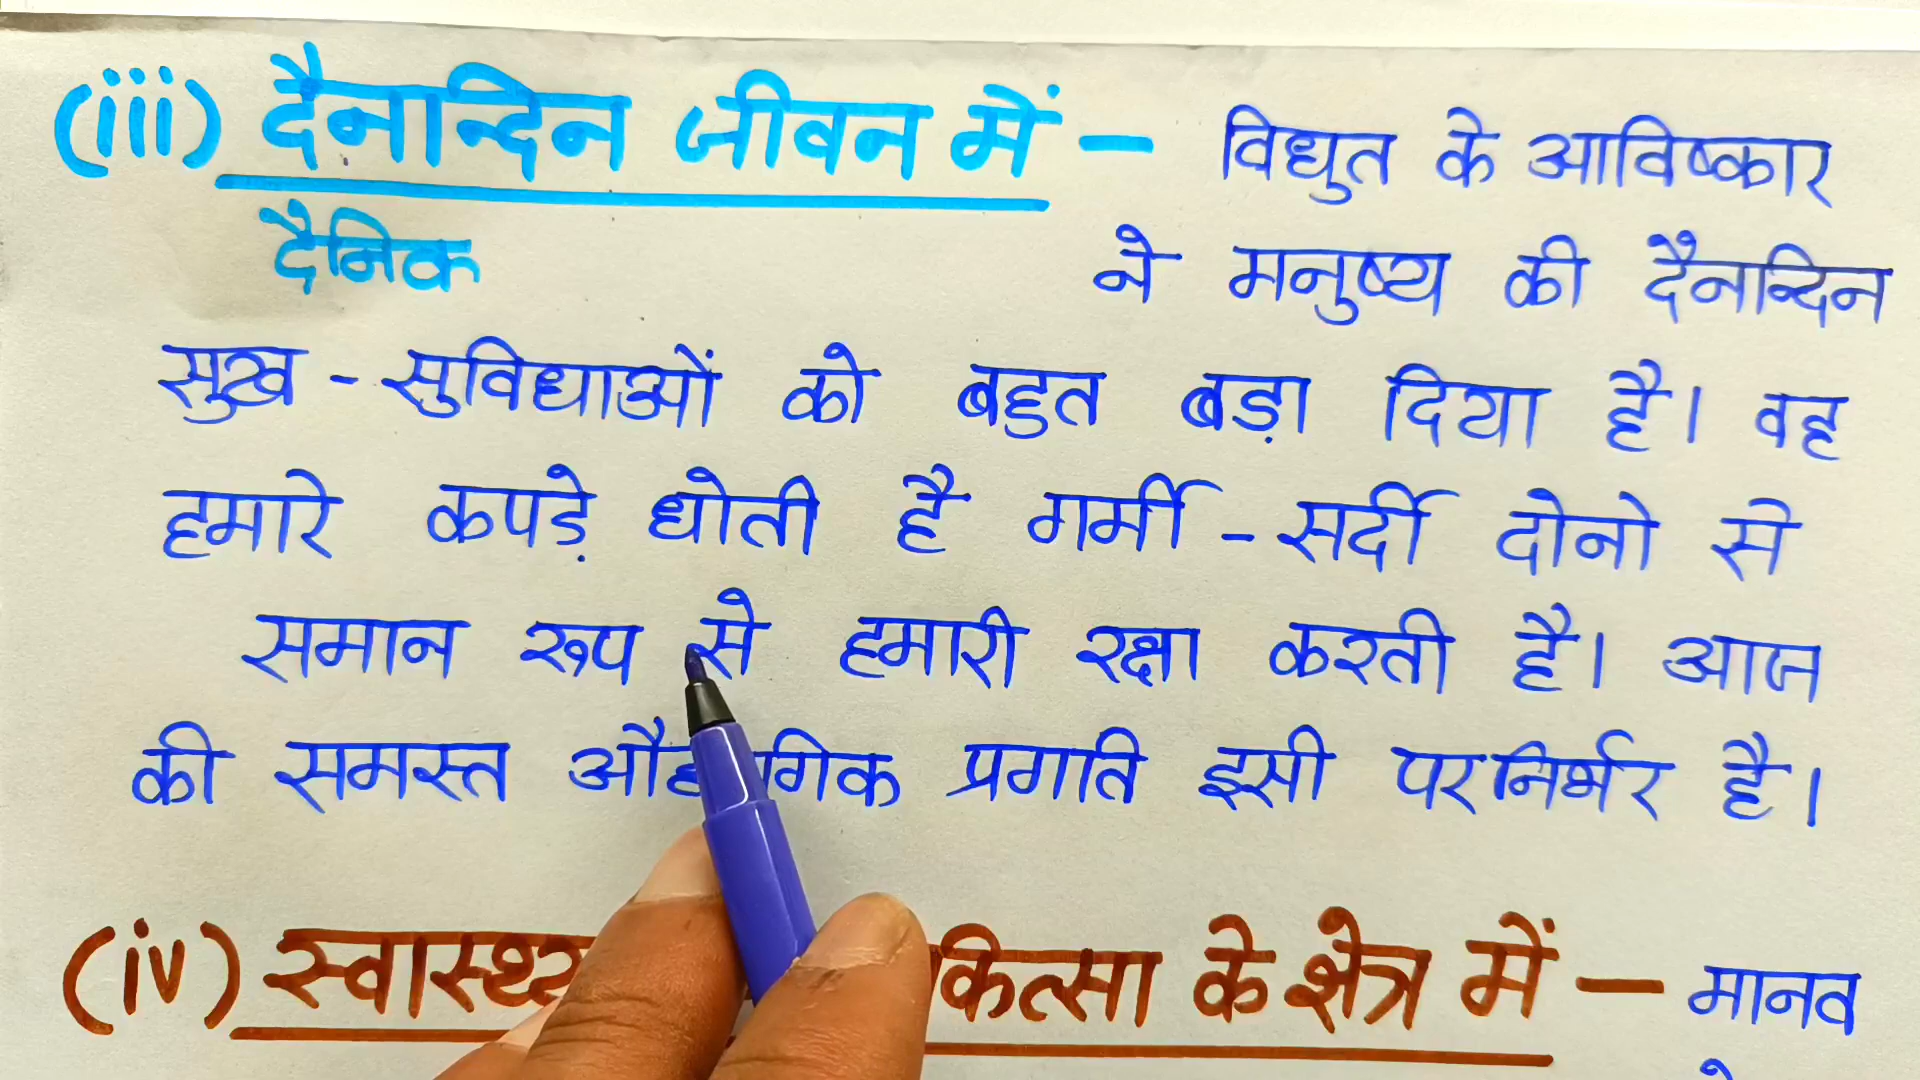 (iii) दैनान्दिन जीवन में — विद्युत के आविष्कार
दैनिक ने मनुष्य की दैनान्दिन
सुख - सुविधाओं को बहुत बड़ा दिया है। वह
हमारे कपड़े धोती है गर्मी - सर्दी दोनो से
समान रूप से हमारी रक्षा करती है। आज
की समस्त प्रगति इसी पर निर्भर है।
(iv) स्वास्थ्य के क्षेत्र में — मानव